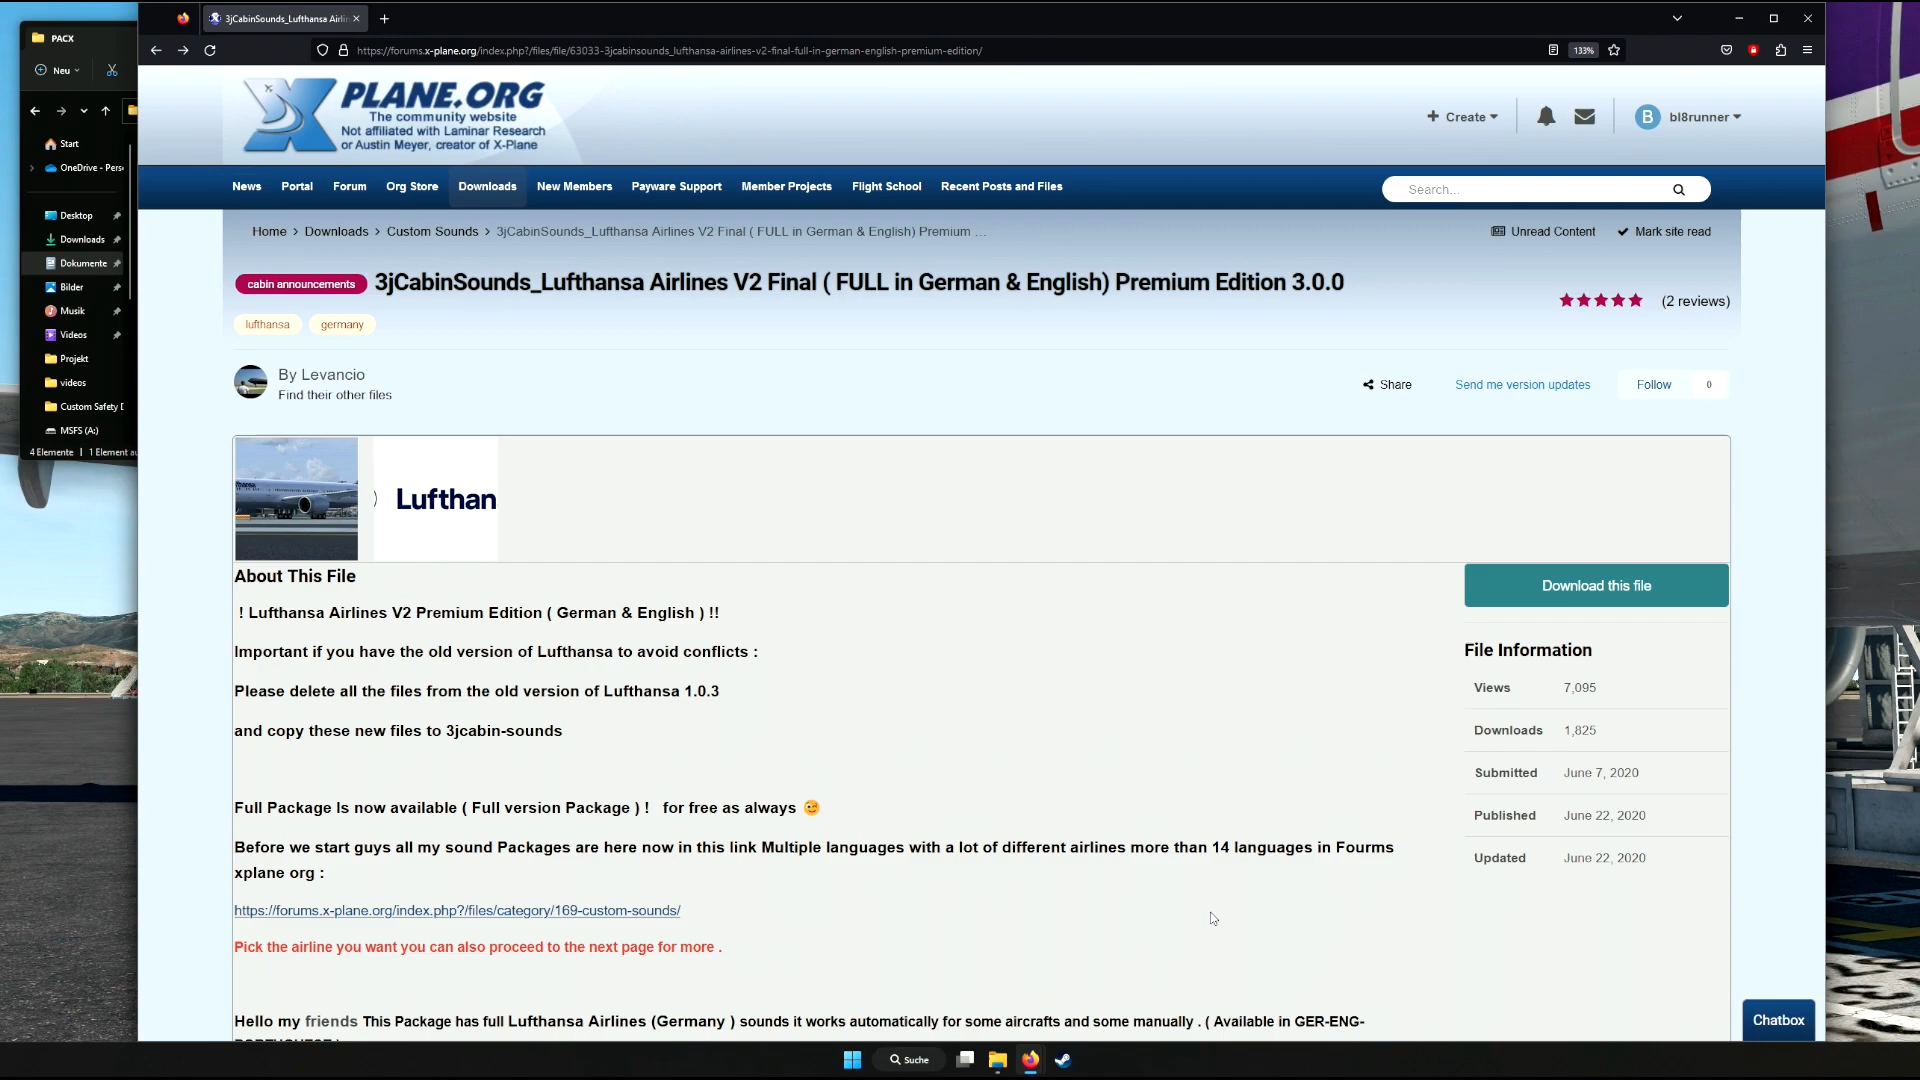 PACX
3jCabinSounds_Lufthansa Airlin
Neu
https://forums.x-plane.org/index.php?/files/file/63033-3jcabinsounds_lufthansa-airlines-v2-final-full-in-german-english-premium-edition/
133%
PLANE.ORG
The community website
Not affiliated with Laminar Research
or Austin Meyer, creator of X-Plane
+ Create
B bl8runner
News Portal Forum Org Store Downloads New Members Payware Support Member Projects Flight School Recent Posts and Files
Search...
Start
OneDrive - Perso
Desktop
Downloads
Dokumente
Bilder
Musik
Videos
Projekt
videos
Custom Safety D
MSFS (A:)
4 Elemente | 1 Element au
Home > Downloads > Custom Sounds > 3jCabinSounds_Lufthansa Airlines V2 Final ( FULL in German & English) Premium ...
Unread Content Mark site read
cabin announcements 3jCabinSounds_Lufthansa Airlines V2 Final ( FULL in German & English) Premium Edition 3.0.0
(2 reviews)
lufthansa germany
By Levancio
Find their other files
Share Send me version updates Follow 0
Lufthan
About This File
! Lufthansa Airlines V2 Premium Edition ( German & English ) !!
Important if you have the old version of Lufthansa to avoid conflicts :
Please delete all the files from the old version of Lufthansa 1.0.3
and copy these new files to 3jcabin-sounds
Full Package Is now available ( Full version Package ) ! for free as always 😉
Before we start guys all my sound Packages are here now in this link Multiple languages with a lot of different airlines more than 14 languages in Fourms
xplane org :
https://forums.x-plane.org/index.php?/files/category/169-custom-sounds/
Pick the airline you want you can also proceed to the next page for more .
Hello my friends This Package has full Lufthansa Airlines (Germany ) sounds it works automatically for some aircrafts and some manually . ( Available in GER-ENG-
PORTUGUEST )
Download this file
File Information
Views 7,095
Downloads 1,825
Submitted June 7, 2020
Published June 22, 2020
Updated June 22, 2020
Chatbox
Suche